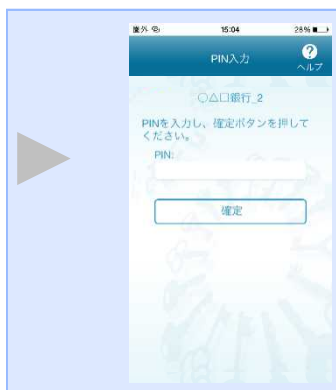 圏外
15:04
28%
PIN入力
?
ヘルプ
○△□銀行_2
PINを入力し、確定ボタンを押して
ください。
PIN:
確定